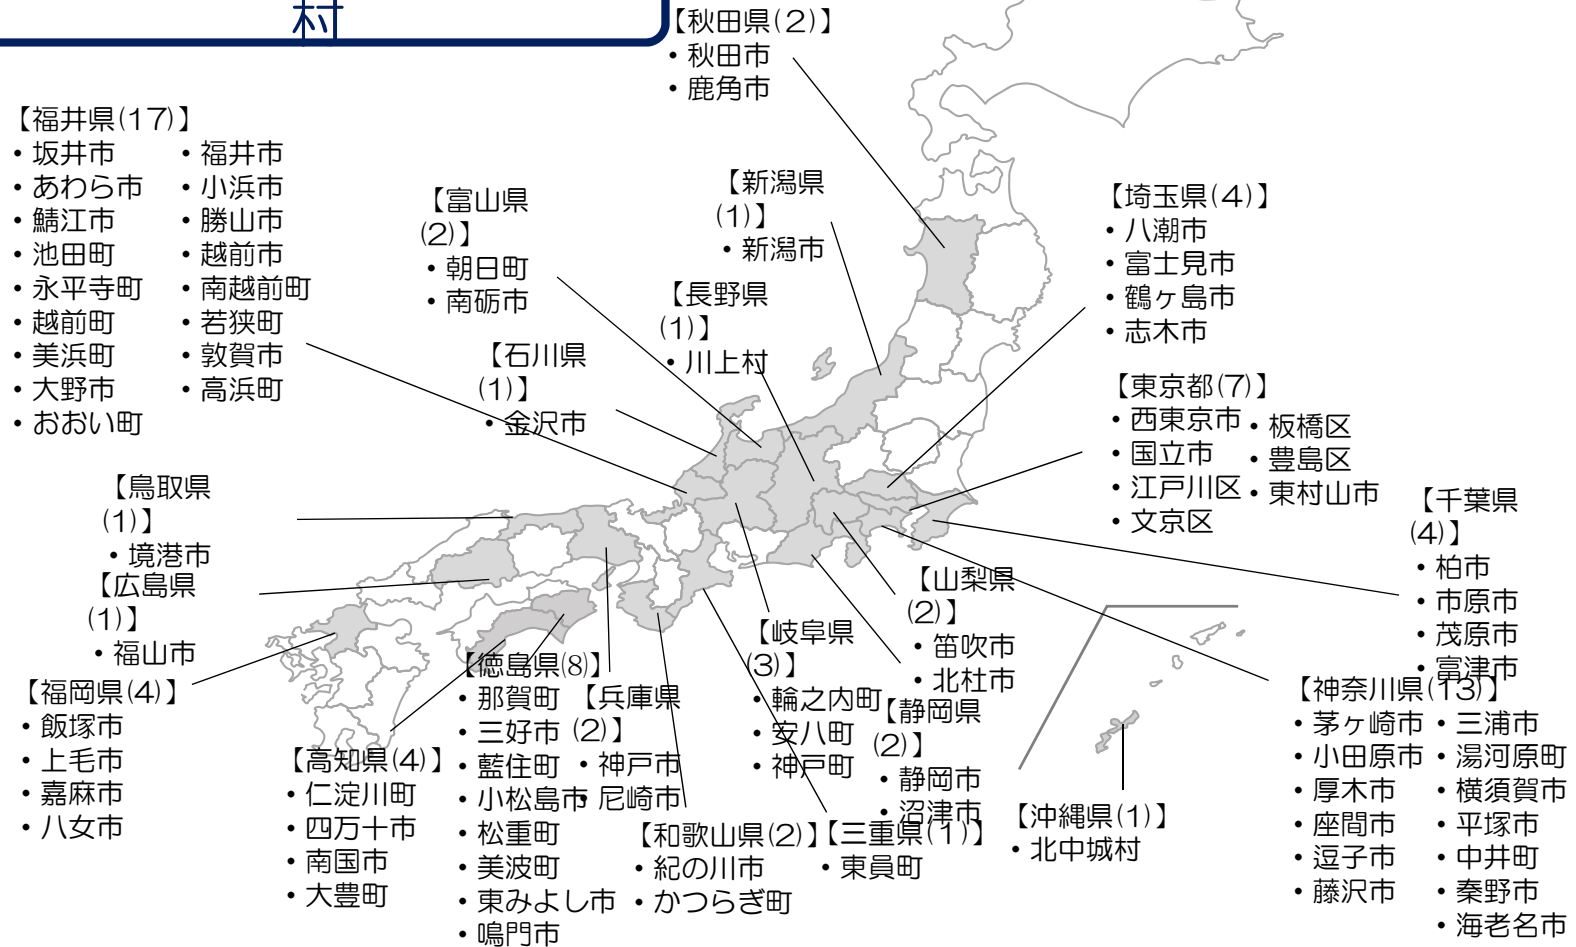 村
【秋田県(2)】
・秋田市
・鹿角市
【福井県(17)】
・坂井市 ・福井市
・あわら市 ・小浜市
・鯖江市 ・勝山市
・池田町 ・越前市
・永平寺町 ・南越前町
・越前町 ・若狭町
・美浜町 ・敦賀市
・大野市 ・高浜町
・おおい町
【富山県
(2)】
・朝日町
・南砺市
【新潟県
(1)】
・新潟市
【長野県
(1)】
・川上村
【石川県
(1)】
・金沢市
【埼玉県(4)】
・八潮市
・富士見市
・鶴ヶ島市
・志木市
【東京都(7)】
・西東京市 ・板橋区
・国立市 ・豊島区
・江戸川区 ・東村山市
・文京区
【千葉県
(4)】
・柏市
・市原市
・茂原市
・富津市
【鳥取県
(1)】
・境港市
【広島県
(1)】
・福山市
【福岡県(4)】
・飯塚市
・上毛市
・嘉麻市
・八女市
【高知県(4)】
・仁淀川町
・四万十市
・南国市
・大豊町
【徳島県(8)】
・那賀町
・三好市
・藍住町
・小松島市
・松重町
・美波町
・東みよし市
・鳴門市
【兵庫県
(2)】
・神戸市
・尼崎市
【和歌山県(2)】
・紀の川市
・かつらぎ町
【岐阜県
(3)】
・輪之内町
・安八町
・神戸町
【三重県(1)】
・東員町
【山梨県
(2)】
・笛吹市
・北杜市
【静岡県
(2)】
・静岡市
・沼津市
【沖縄県(1)】
・北中城村
【神奈川県(13)】
・茅ヶ崎市 ・三浦市
・小田原市 ・湯河原町
・厚木市 ・横須賀市
・座間市 ・平塚市
・逗子市 ・中井町
・藤沢市 ・秦野市
・海老名市